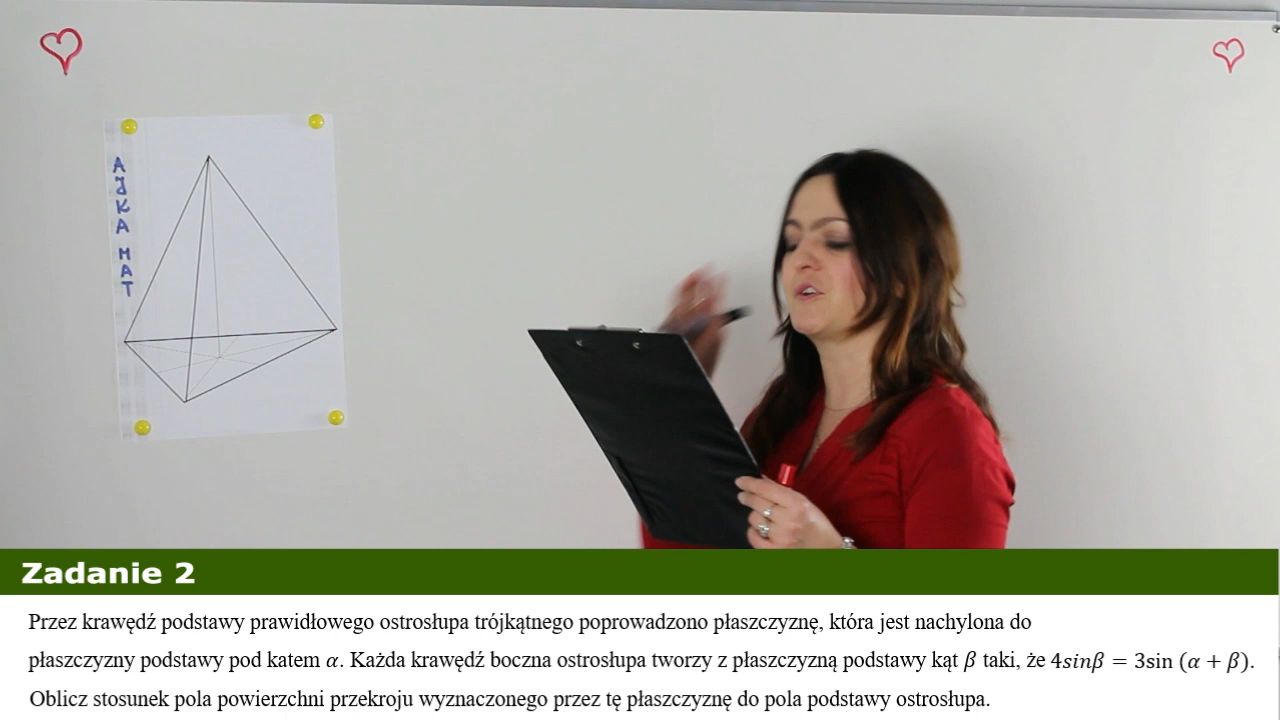 AJKA MAT
Zadanie 2
Przez krawędź podstawy prawidłowego ostrosłupa trójkątnego poprowadzono płaszczyznę, która jest nachylona do
płaszczyzny podstawy pod katem α. Każda krawędź boczna ostrosłupa tworzy z płaszczyzną podstawy kąt β taki, że 4sinβ = 3sin (α + β).
Oblicz stosunek pola powierzchni przekroju wyznaczonego przez tę płaszczyznę do pola podstawy ostrosłupa.